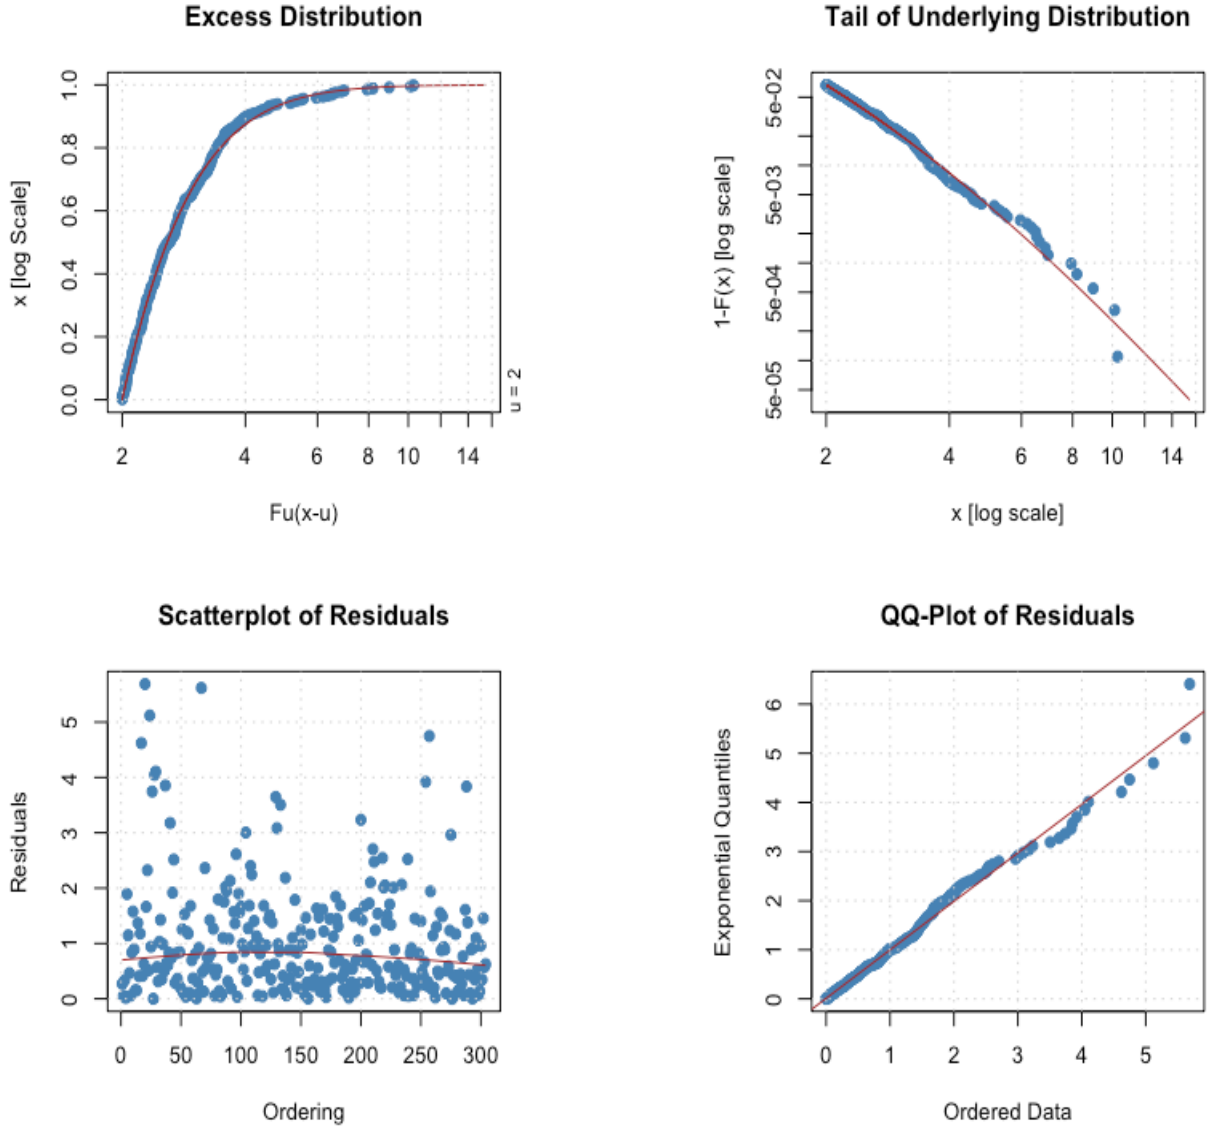 Excess Distribution
x [log Scale]
1.0
0.8
0.6
0.4
0.2
0.0
u = 2
2 4 6 8 10 14
Fu(x-u)
Tail of Underlying Distribution
1-F(x) [log scale]
5e-02
5e-03
5e-04
5e-05
2 4 6 8 10 14
x [log scale]
Scatterplot of Residuals
Residuals
5
4
3
2
1
0
0 50 100 150 200 250 300
Ordering
QQ-Plot of Residuals
Exponential Quantiles
6
5
4
3
2
1
0
0 1 2 3 4 5
Ordered Data